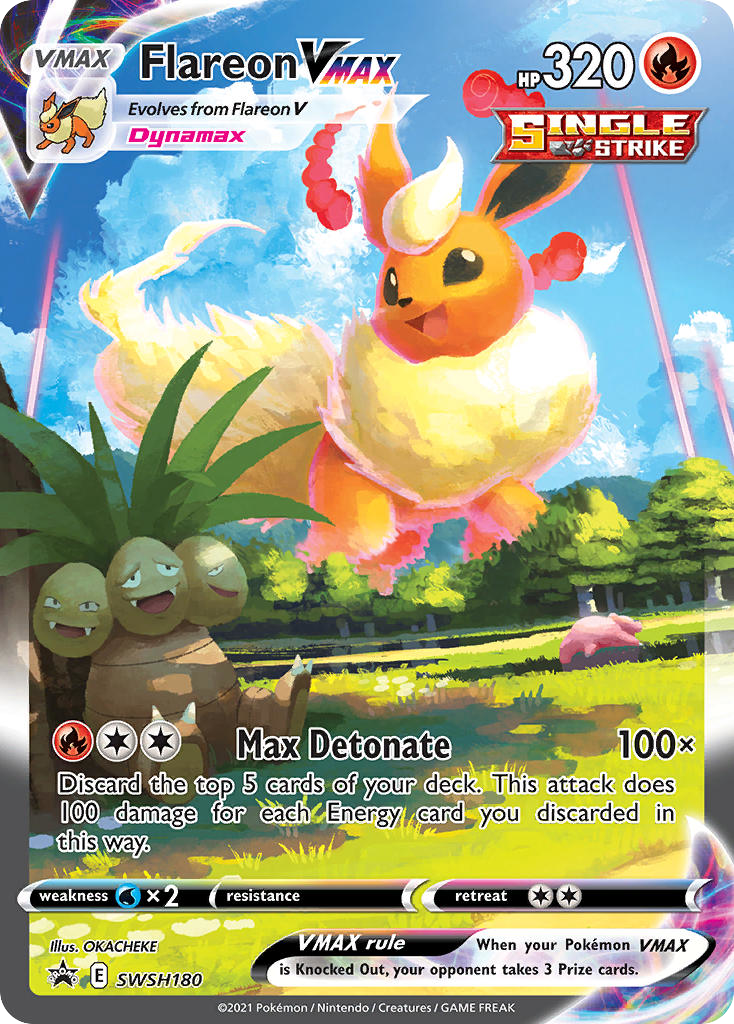 VMAX Flareon VMAX HP 320
Evolves from Flareon V
Dynamax
SINGLE
STRIKE
Max Detonate 100×
Discard the top 5 cards of your deck. This attack does
100 damage for each Energy card you discarded in
this way.
weakness ×2 resistance retreat
Illus. OKACHEKE
VMAX rule When your Pokémon VMAX
is Knocked Out, your opponent takes 3 Prize cards.
PROMO E SWSH180
©2021 Pokémon / Nintendo / Creatures / GAME FREAK